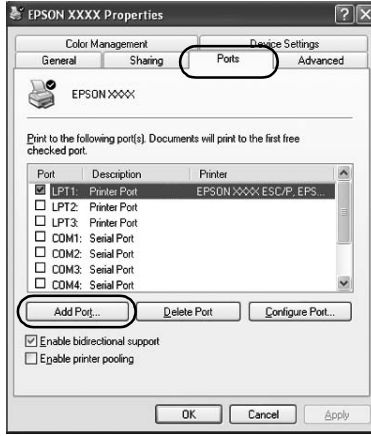 EPSON XXXX Properties
Color Management Device Settings
General Sharing Ports Advanced
EPSON XXXX
Print to the following port(s). Documents will print to the first free
checked port.
Port Description Printer
LPT1: Printer Port EPSON XXXX ESC/P, EPS...
LPT2: Printer Port
LPT3: Printer Port
COM1: Serial Port
COM2: Serial Port
COM3: Serial Port
COM4: Serial Port
Add Port... Delete Port Configure Port...
Enable bidirectional support
Enable printer pooling
OK Cancel Apply